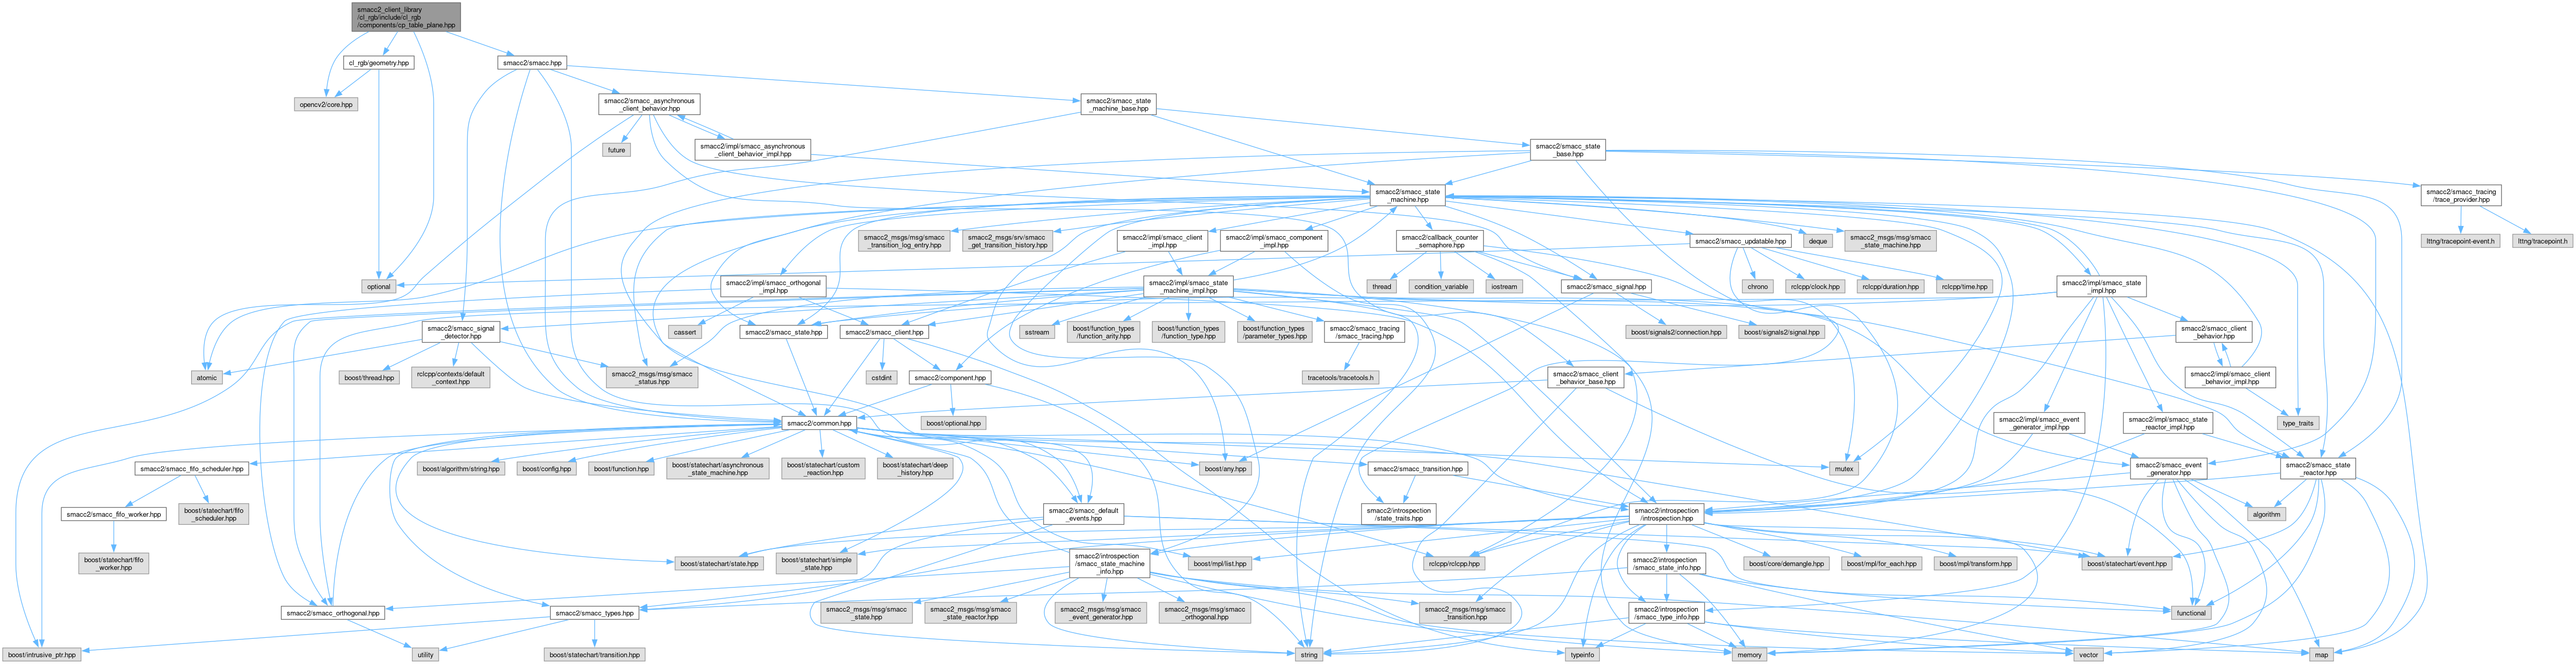 smacc2_client_library
/cl_rgb/include/cl_rgb
/components/cp_table_plane.hpp
cl_rgb/geometry.hpp
smacc2/smacc.hpp
opencv2/core.hpp
smacc2/smacc_asynchronous
_client_behavior.hpp
smacc2/smacc_state
_machine_base.hpp
future
smacc2/impl/smacc_asynchronous
_client_behavior_impl.hpp
smacc2/smacc_state
_base.hpp
smacc2/smacc_state
_machine.hpp
smacc2/smacc_tracing
/trace_provider.hpp
smacc2_msgs/msg/smacc
_transition_log_entry.hpp
smacc2_msgs/srv/smacc
_get_transition_history.hpp
smacc2/impl/smacc_client
_impl.hpp
smacc2/impl/smacc_component
_impl.hpp
smacc2/callback_counter
_semaphore.hpp
smacc2/smacc_updatable.hpp
deque
smacc2_msgs/msg/smacc
_state_machine.hpp
lttng/tracepoint-event.h
lttng/tracepoint.h
optional
smacc2/impl/smacc_orthogonal
_impl.hpp
smacc2/impl/smacc_state
_machine_impl.hpp
thread
condition_variable
iostream
smacc2/smacc_signal.hpp
chrono
rclcpp/clock.hpp
rclcpp/duration.hpp
rclcpp/time.hpp
smacc2/impl/smacc_state
_impl.hpp
smacc2/smacc_signal
_detector.hpp
cassert
smacc2/smacc_state.hpp
smacc2/smacc_client.hpp
sstream
boost/function_types
/function_arity.hpp
boost/function_types
/function_type.hpp
boost/function_types
/parameter_types.hpp
smacc2/smacc_tracing
/smacc_tracing.hpp
boost/signals2/connection.hpp
boost/signals2/signal.hpp
smacc2/smacc_client
_behavior.hpp
atomic
boost/thread.hpp
rclcpp/contexts/default
_context.hpp
smacc2_msgs/msg/smacc
_status.hpp
cstdint
smacc2/component.hpp
tracetools/tracetools.h
smacc2/smacc_client
_behavior_base.hpp
smacc2/impl/smacc_client
_behavior_impl.hpp
smacc2/common.hpp
boost/optional.hpp
smacc2/impl/smacc_event
_generator_impl.hpp
smacc2/impl/smacc_state
_reactor_impl.hpp
type_traits
smacc2/smacc_fifo_scheduler.hpp
boost/algorithm/string.hpp
boost/config.hpp
boost/function.hpp
boost/statechart/asynchronous
_state_machine.hpp
boost/statechart/custom
_reaction.hpp
boost/statechart/deep
_history.hpp
boost/any.hpp
smacc2/smacc_transition.hpp
mutex
smacc2/smacc_event
_generator.hpp
smacc2/smacc_state
_reactor.hpp
smacc2/smacc_fifo_worker.hpp
boost/statechart/fifo
_scheduler.hpp
smacc2/smacc_default
_events.hpp
smacc2/introspection
/state_traits.hpp
smacc2/introspection
/introspection.hpp
algorithm
boost/statechart/fifo
_worker.hpp
boost/statechart/state.hpp
boost/statechart/simple
_state.hpp
smacc2/introspection
/smacc_state_machine
_info.hpp
boost/mpl/list.hpp
rclcpp/rclcpp.hpp
smacc2/introspection
/smacc_state_info.hpp
boost/core/demangle.hpp
boost/mpl/for_each.hpp
boost/mpl/transform.hpp
boost/statechart/event.hpp
smacc2/smacc_orthogonal.hpp
smacc2/smacc_types.hpp
smacc2_msgs/msg/smacc
_state.hpp
smacc2_msgs/msg/smacc
_state_reactor.hpp
smacc2_msgs/msg/smacc
_event_generator.hpp
smacc2_msgs/msg/smacc
_orthogonal.hpp
smacc2_msgs/msg/smacc
_transition.hpp
smacc2/introspection
/smacc_type_info.hpp
functional
boost/intrusive_ptr.hpp
utility
boost/statechart/transition.hpp
string
typeinfo
memory
vector
map